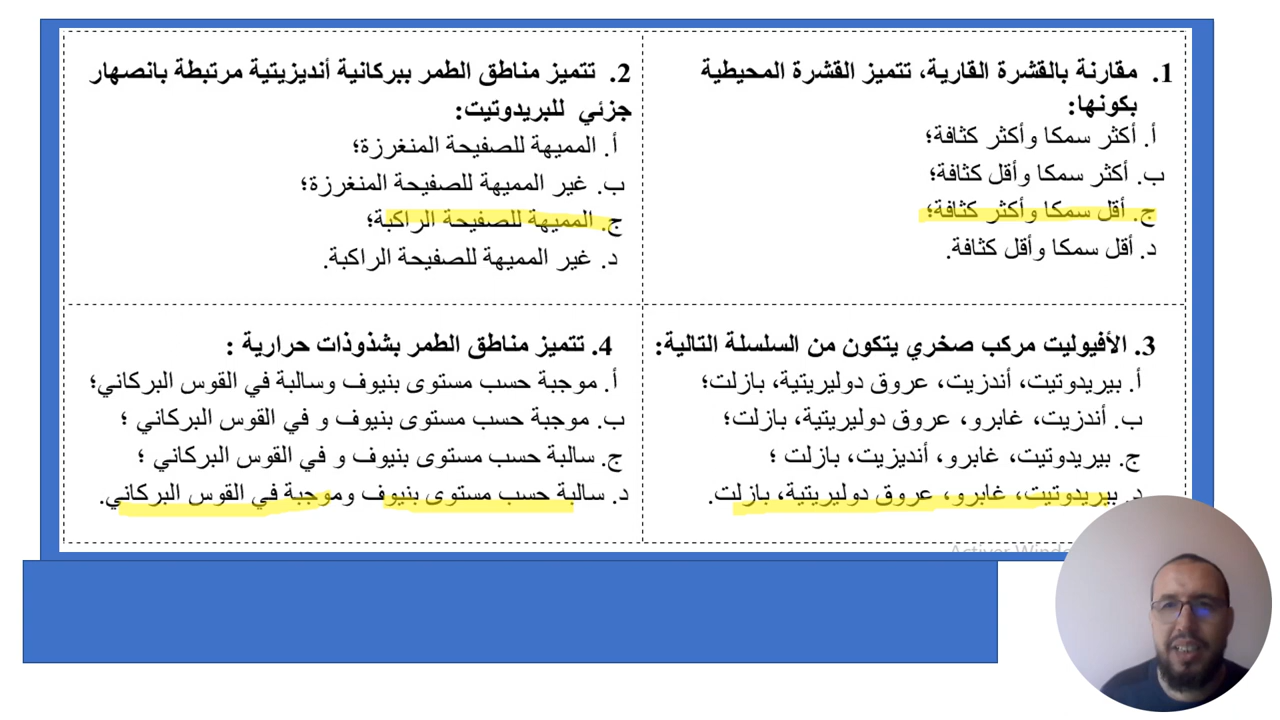 1. مقارنة بالقشرة القارية، تتميز القشرة المحيطية
بكونها:
أ. أكثر سمكا وأكثر كثافة؛
ب. أكثر سمكا وأقل كثافة؛
ج. أقل سمكا وأكثر كثافة؛
د. أقل سمكا وأقل كثافة.
2. تتميز مناطق الطمر ببركانية أنديزيتية مرتبطة بانصهار
جزئي للبريدوتيت:
أ. المميهة للصفيحة المنغرزة؛
ب. غير المميهة للصفيحة المنغرزة؛
ج. المميهة للصفيحة الراكبة؛
د. غير المميهة للصفيحة الراكبة.
3. الأفيوليت مركب صخري يتكون من السلسلة التالية:
أ. بيريدوتيت، أندزيت، عروق دوليريتية، بازلت؛
ب. أندزيت، غابرو، عروق دوليريتية، بازلت؛
ج. بيريدوتيت، غابرو، أنديزيت، بازلت ؛
د. بيريدوتيت، غابرو، عروق دوليريتية، بازلت.
4. تتميز مناطق الطمر بشذوذات حرارية :
أ. موجبة حسب مستوى بنيوف وسالبة في القوس البركاني؛
ب. موجبة حسب مستوى بنيوف و في القوس البركاني ؛
ج. سالبة حسب مستوى بنيوف و في القوس البركاني ؛
د. سالبة حسب مستوى بنيوف وموجبة في القوس البركاني.